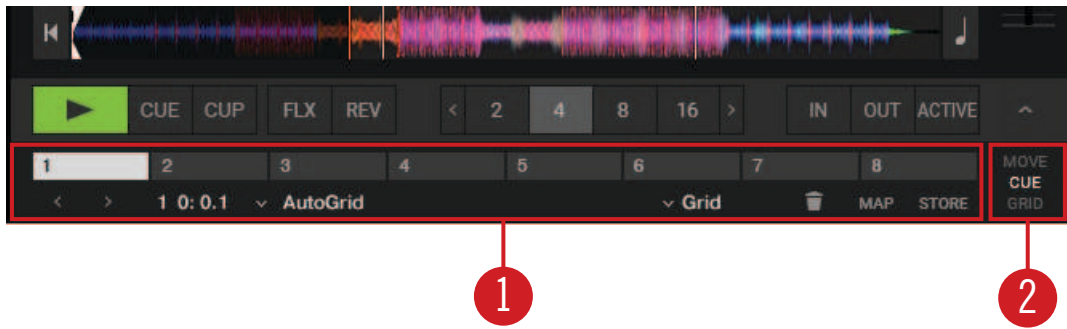 CUE CUP FLX REV < 2 4 8 16 > IN OUT ACTIVE
1 2 3 4 5 6 7 8 MOVE
CUE
< > 1 0: 0.1 AutoGrid Grid MAP STORE GRID
1 2